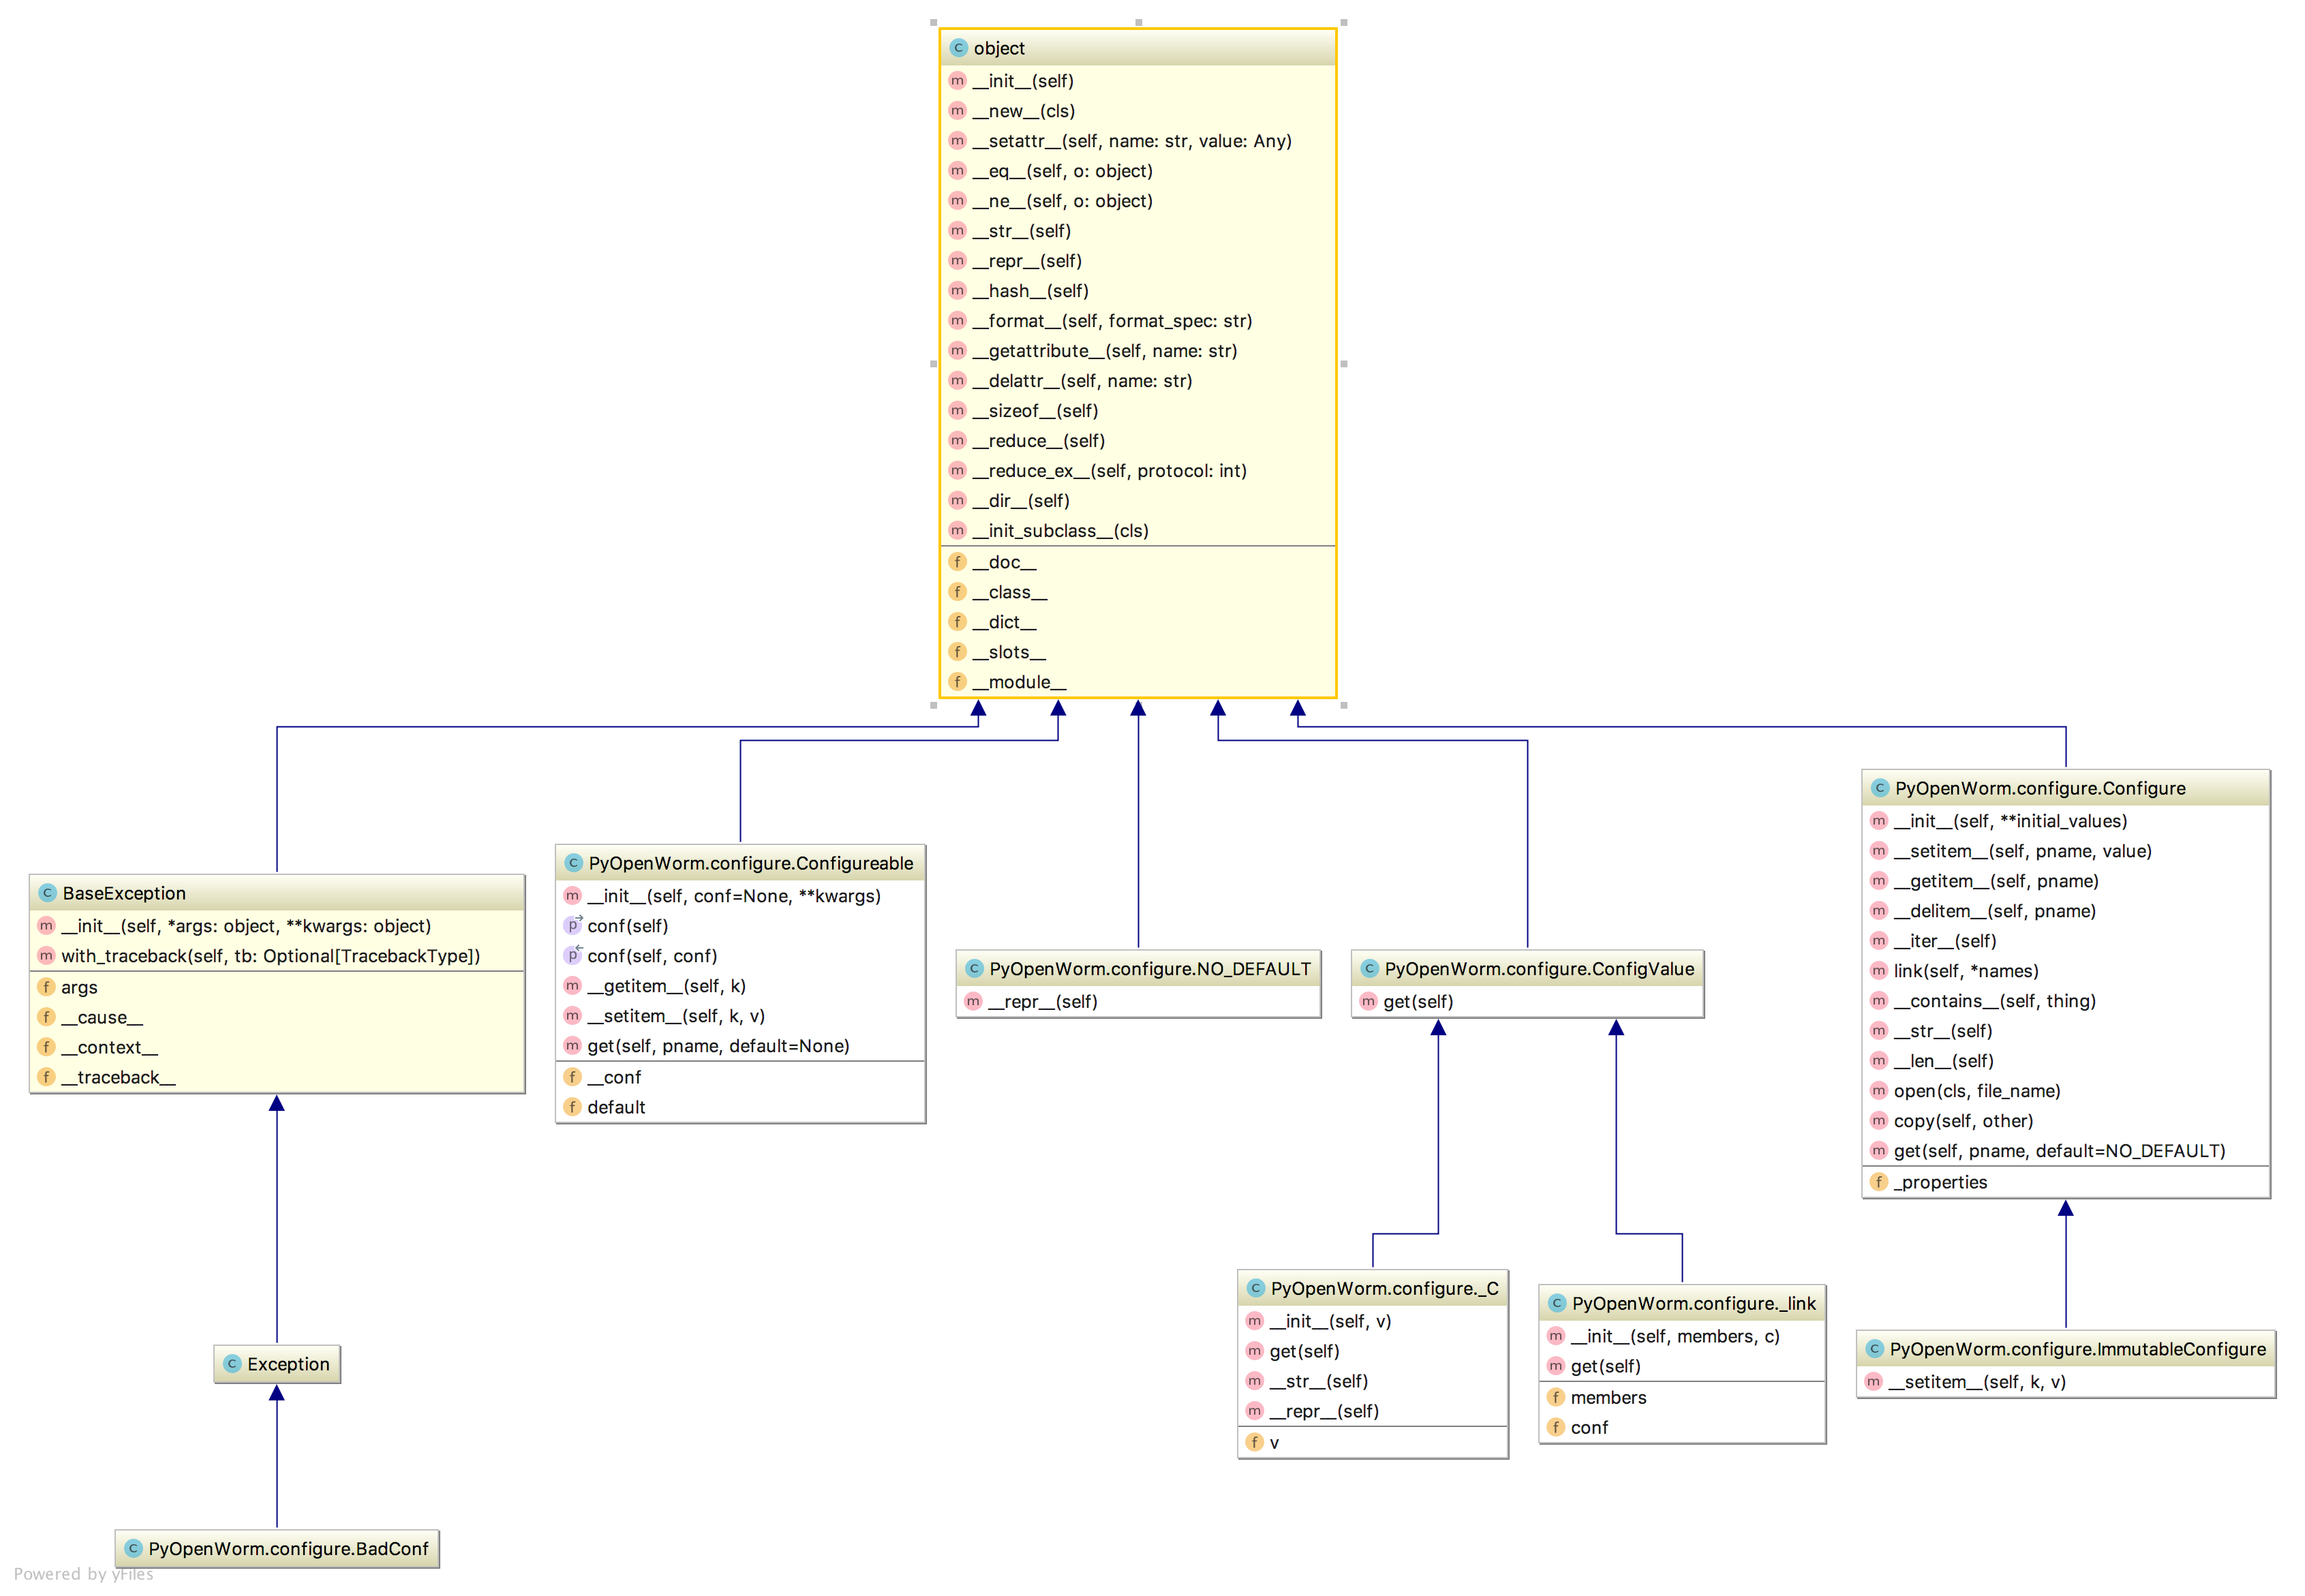 object
__init__(self)
__new__(cls)
__setattr__(self, name: str, value: Any)
__eq__(self, o: object)
__ne__(self, o: object)
__str__(self)
__repr__(self)
__hash__(self)
__format__(self, format_spec: str)
__getattribute__(self, name: str)
__delattr__(self, name: str)
__sizeof__(self)
__reduce__(self)
__reduce_ex__(self, protocol: int)
__dir__(self)
__init_subclass__(cls)
__doc__
__class__
__dict__
__slots__
__module__
BaseException
__init__(self, *args: object, **kwargs: object)
with_traceback(self, tb: Optional[TracebackType])
args
__cause__
__context__
__traceback__
PyOpenWorm.configure.Configureable
__init__(self, conf=None, **kwargs)
conf(self)
conf(self, conf)
__getitem__(self, k)
__setitem__(self, k, v)
get(self, pname, default=None)
__conf
default
PyOpenWorm.configure.NO_DEFAULT
__repr__(self)
PyOpenWorm.configure.ConfigValue
get(self)
PyOpenWorm.configure.Configure
__init__(self, **initial_values)
__setitem__(self, pname, value)
__getitem__(self, pname)
__delitem__(self, pname)
__iter__(self)
link(self, *names)
__contains__(self, thing)
__str__(self)
__len__(self)
open(cls, file_name)
copy(self, other)
get(self, pname, default=NO_DEFAULT)
_properties
Exception
PyOpenWorm.configure._C
__init__(self, v)
get(self)
__str__(self)
__repr__(self)
v
PyOpenWorm.configure._link
__init__(self, members, c)
get(self)
members
conf
PyOpenWorm.configure.ImmutableConfigure
__setitem__(self, k, v)
PyOpenWorm.configure.BadConf
Powered by yFiles